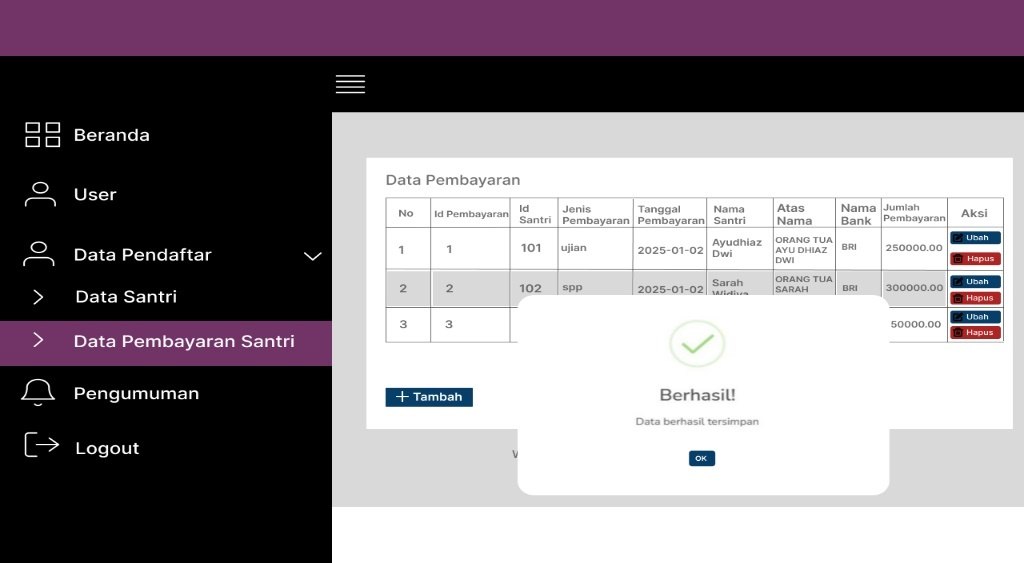 Beranda
User
Data Pendaftar
Data Santri
Data Pembayaran Santri
Pengumuman
Logout
Data Pembayaran
No Id Pembayaran Id Santri Jenis Pembayaran Tanggal Pembayaran Nama Santri Atas Nama Nama Bank Jumlah Pembayaran Aksi
1 1 101 ujian 2025-01-02 Ayudhiaz Dwi ORANG TUA AYU DHIAZ DWI BRI 250000.00 Ubah Hapus
2 2 102 spp 2025-01-02 Sarah Widiya ORANG TUA SARAH BRI 300000.00 Ubah Hapus
3 3 50000.00 Ubah Hapus
+ Tambah
Berhasil!
Data berhasil tersimpan
OK